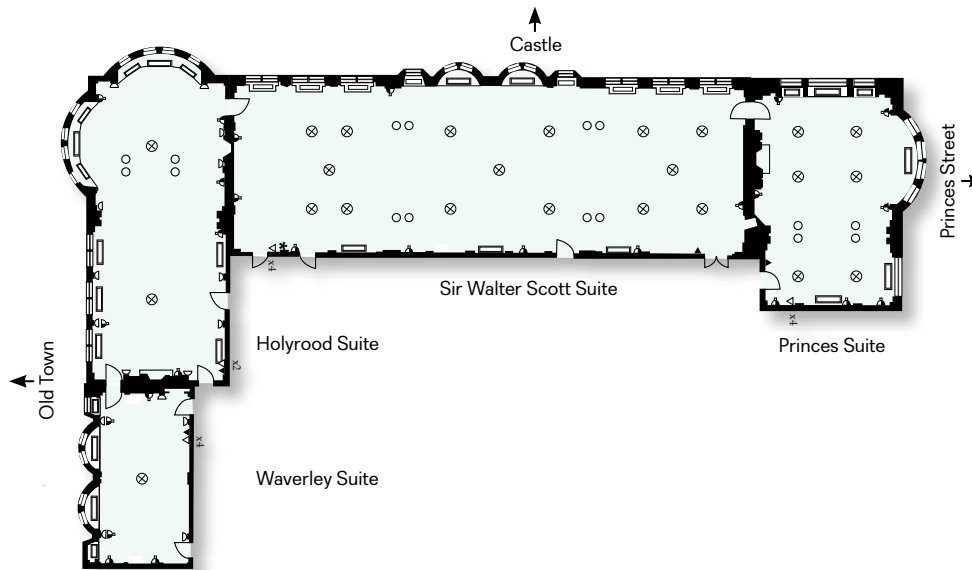 Castle
Princes Street
x4
Sir Walter Scott Suite
x4
Holyrood Suite
Princes Suite
x2
Old Town
x4
Waverley Suite